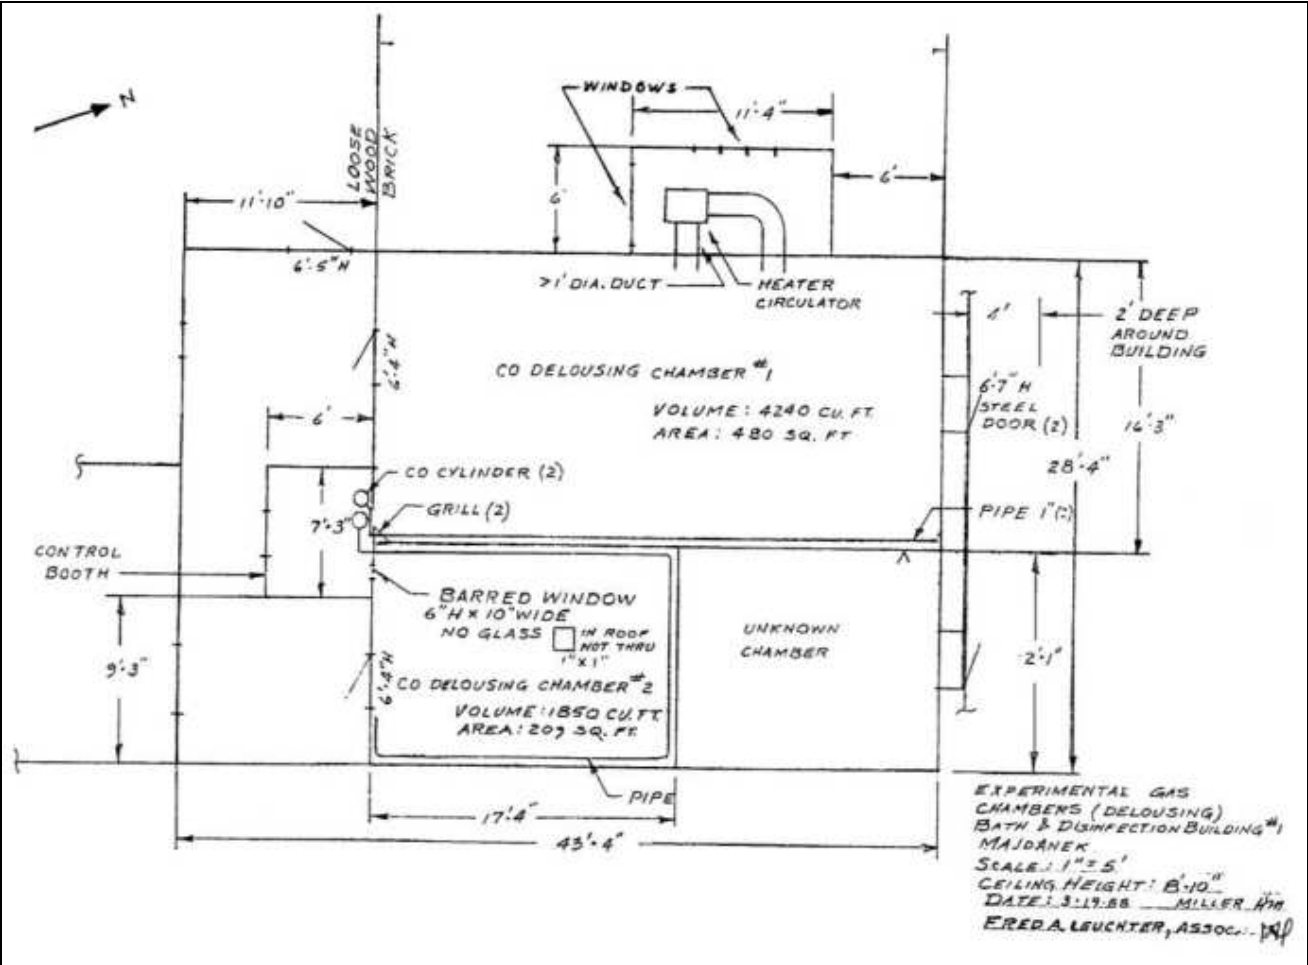 N
WINDOWS
11'-4"
LOOSE
WOOD
BRICK
6'
6'
11'-10"
6'-5"H
>1' DIA. DUCT
HEATER
CIRCULATOR
4'
2' DEEP
AROUND
BUILDING
6'-4"H
CO DELOUSING CHAMBER #1
VOLUME: 4240 CU. FT.
AREA: 480 SQ. FT
6'-7" H
STEEL
DOOR (2)
16'-3"
28'-4"
6'
CO CYLINDER (2)
GRILL (2)
7'-3"
PIPE 1"
CONTROL
BOOTH
BARRED WINDOW
6"H x 10" WIDE
NO GLASS
IN ROOF
NOT THRU
1"x1"
UNKNOWN
CHAMBER
-2'-1"
9'-3"
6'-4"H
CO DELOUSING CHAMBER #2
VOLUME: 1850 CU. FT.
AREA: 209 SQ. FT.
PIPE
17'-4"
43'-4"
EXPERIMENTAL GAS
CHAMBERS (DELOUSING)
BATH & DISINFECTION BUILDING #1
MAJDANEK
SCALE: 1" = 5'
CEILING HEIGHT: 8'-10"
DATE: 3-19-88 MILLER
FRED A. LEUCHTER, ASSOC.